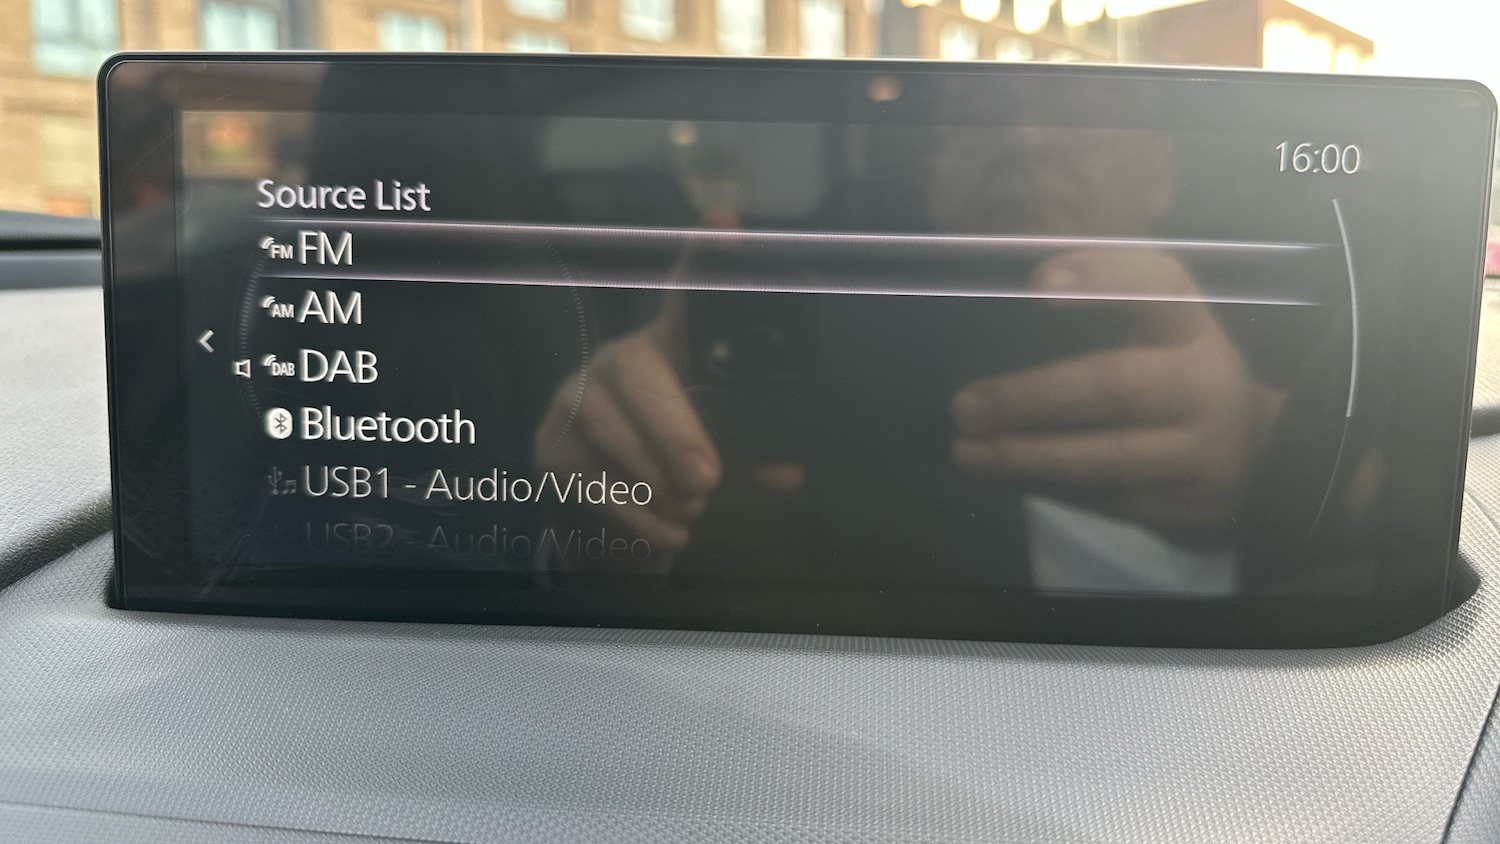 16:00
Source List
FM FM
AM AM
DAB DAB
Bluetooth
USB1 - Audio/Video
USB2 - Audio/Video